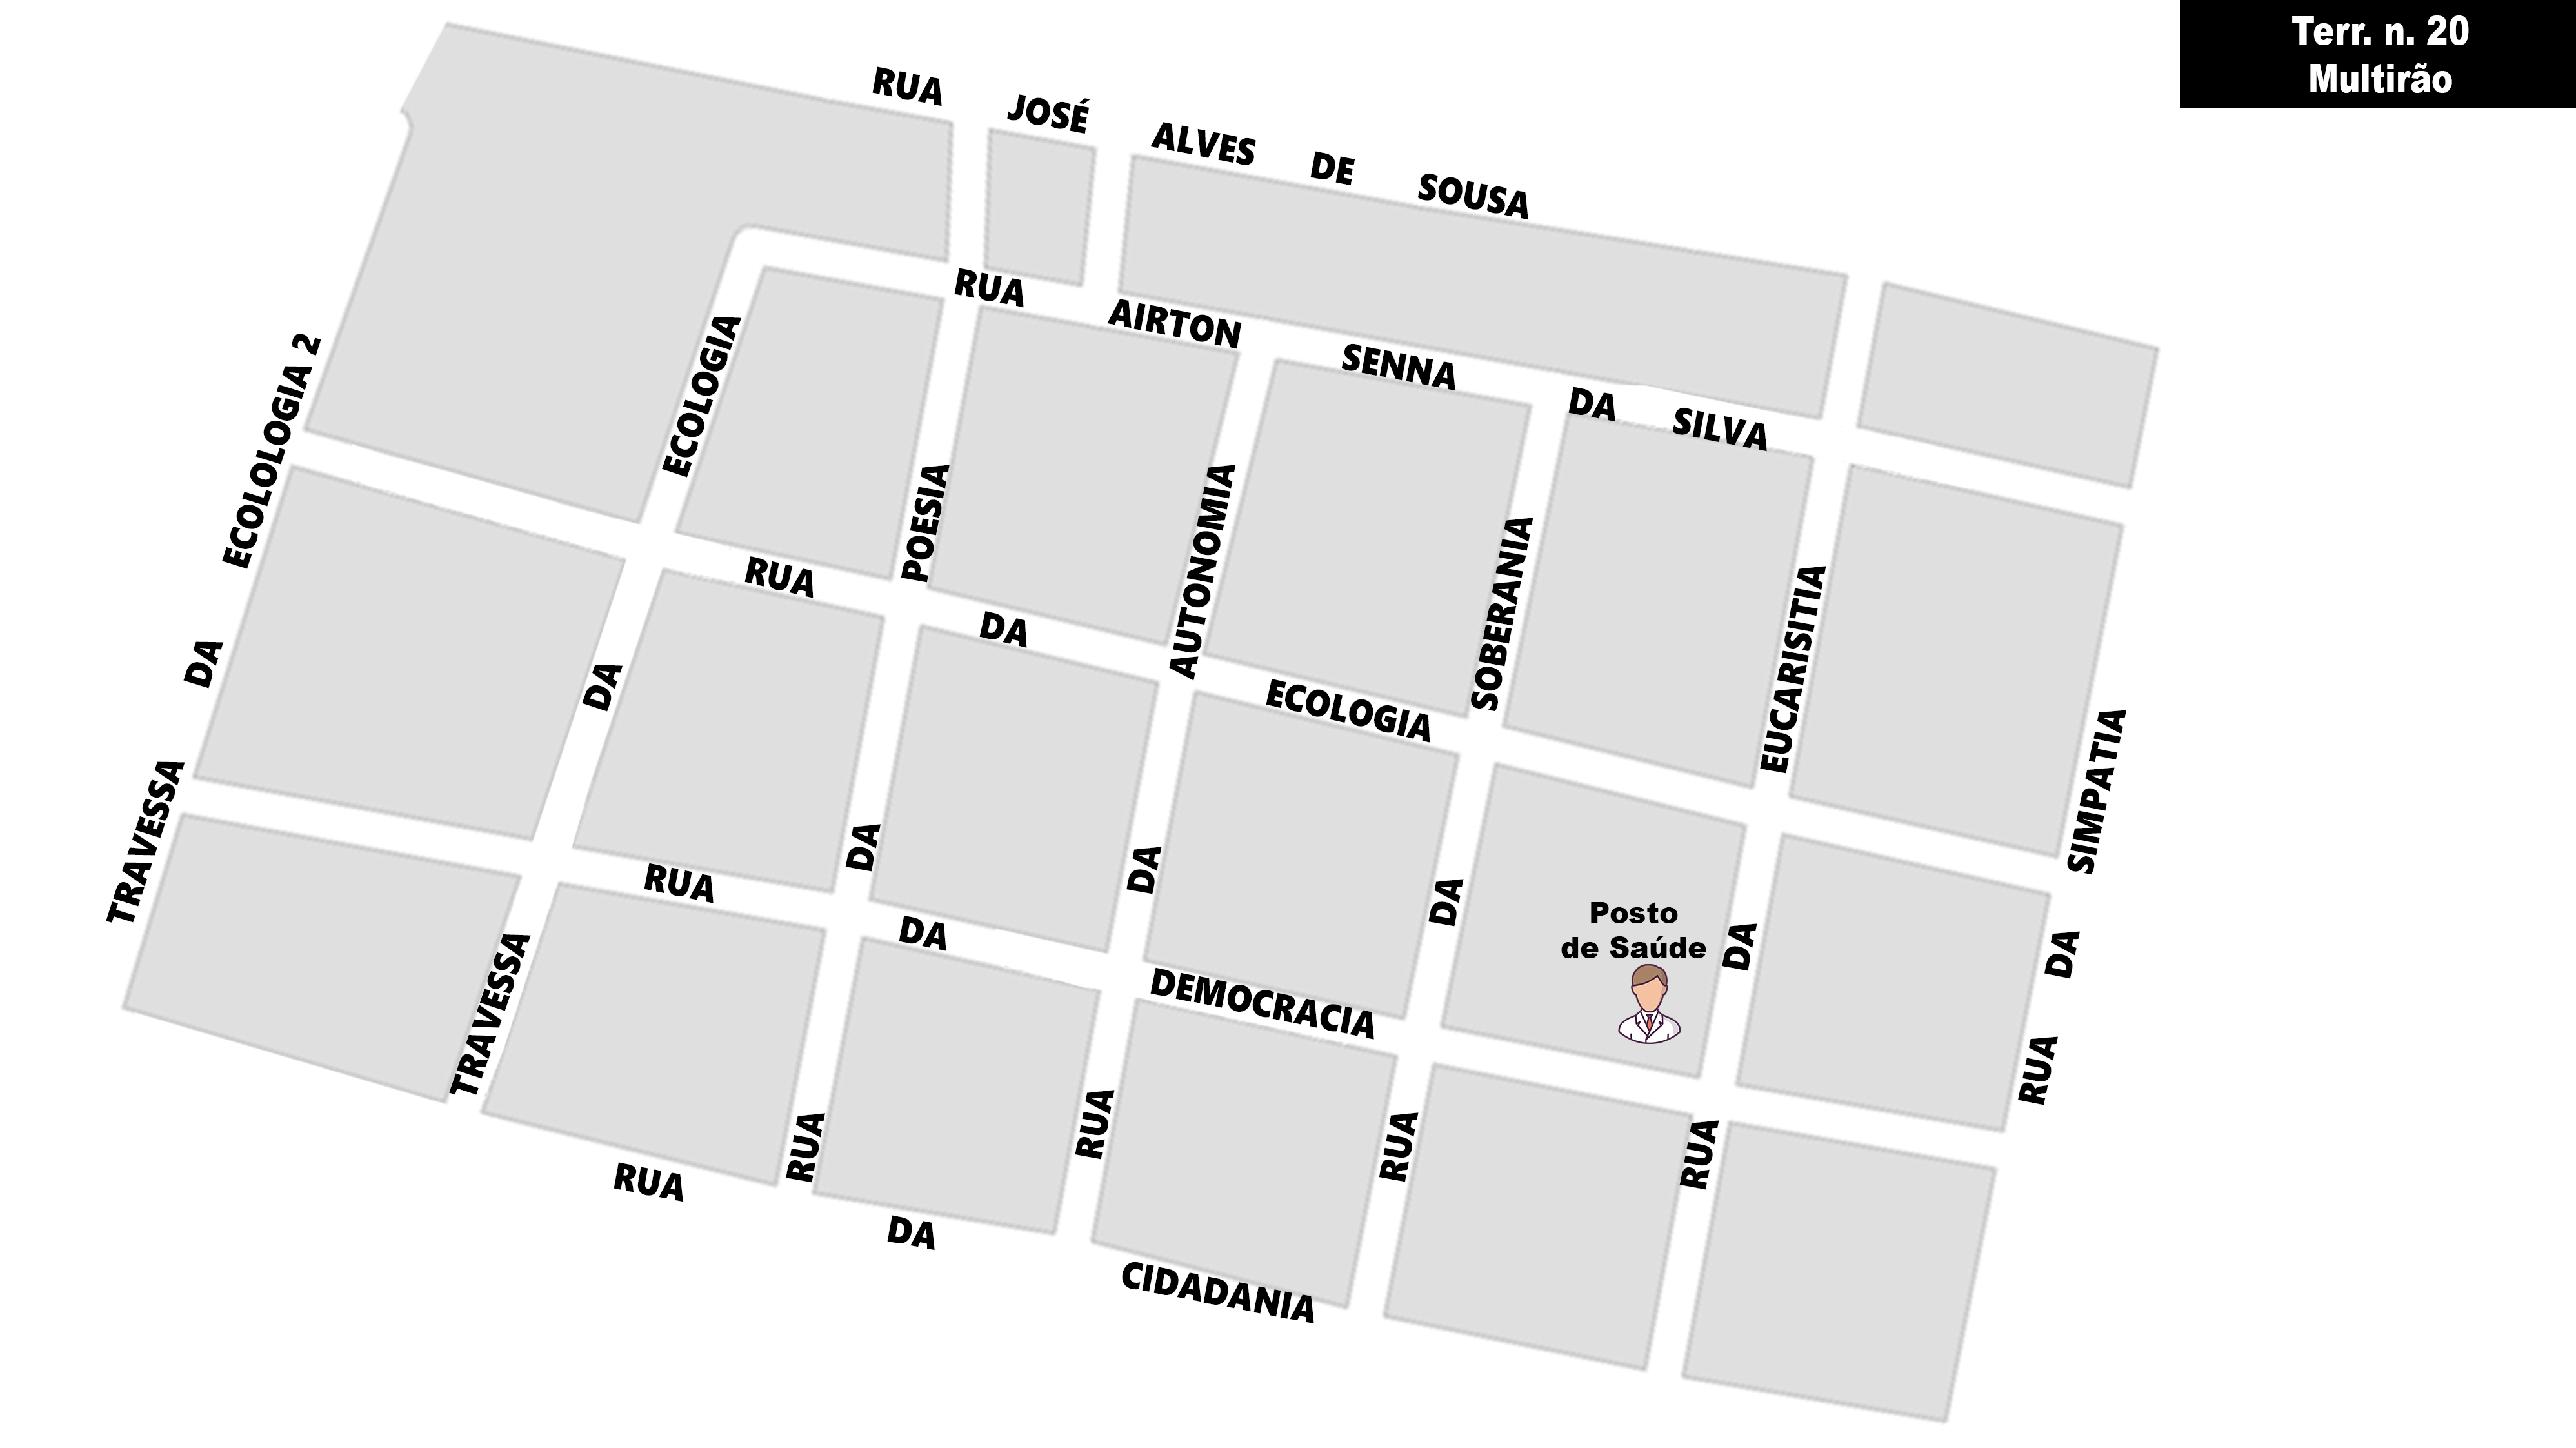 Terr. n. 20
Multirão
RUA JOSÉ ALVES DE SOUSA
RUA AIRTON SENNA DA SILVA
RUA DA ECOLOGIA
RUA DA DEMOCRACIA
RUA DA CIDADANIA
TRAVESSA DA ECOLOLOGIA 2
TRAVESSA DA ECOLOGIA
RUA DA POESIA
RUA DA AUTONOMIA
RUA DA SOBERANIA
RUA DA EUCARISITIA
RUA DA SIMPATIA
Posto
de Saúde